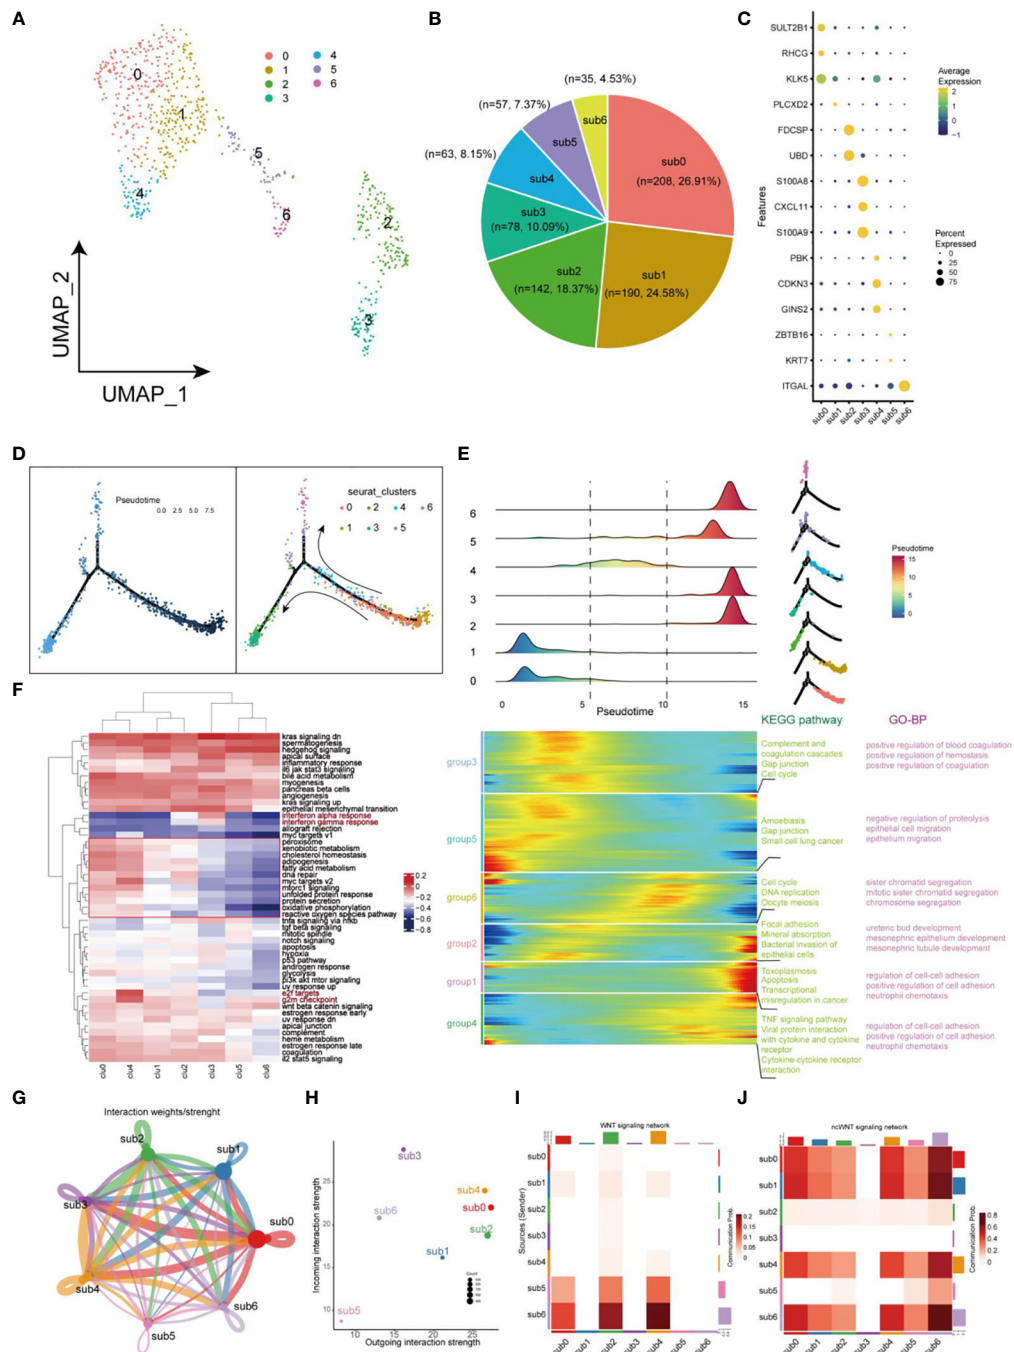 A
0
1
2
3
4
5
6
0
1
5
4
6
2
3
UMAP_2
UMAP_1
B
(n=35, 4.53%)
(n=57, 7.37%)
(n=63, 8.15%)
sub6
sub5
sub4
sub3
(n=78, 10.09%)
sub2
(n=142, 18.37%)
sub0
(n=208, 26.91%)
sub1
(n=190, 24.58%)
C
Features
SULT2B1
RHCG
KLK5
PLCXD2
FDCSP
UBD
S100A8
CXCL11
S100A9
PBK
CDKN3
GINS2
ZBTB16
KRT7
ITGAL
sub0 sub1 sub2 sub3 sub4 sub5 sub6
Average
Expression
2
1
0
−1
Percent
Expressed
0
25
50
75
D
Pseudotime
0.0 2.5 5.0 7.5
seurat_clusters
0 2 4 6
1 3 5
E
6
5
4
3
2
1
0
0 5 10 15
Pseudotime
Pseudotime
15
10
5
0
KEGG pathway
GO-BP
group3
Complement and
coagulation cascades
Gap junction
Cell cycle
positive regulation of blood coagulation
positive regulation of hemostasis
positive regulation of coagulation
group5
Amoebiasis
Gap junction
Small cell lung cancer
negative regulation of proteolysis
epithelial cell migration
epithelium migration
group6
Cell cycle
DNA replication
Oocyte meiosis
sister chromatid segregation
mitotic sister chromatid segregation
chromosome segregation
group2
Focal adhesion
Mineral absorption
Bacterial invasion of
epithelial cells
ureteric bud development
mesonephric epithelium development
mesonephric tubule development
group1
Toxoplasmosis
Apoptosis
Transcriptional
misregulation in cancer
regulation of cell-cell adhesion
positive regulation of cell adhesion
neutrophil chemotaxis
group4
TNF signaling pathway
Viral protein interaction
with cytokine and cytokine
receptor
Cytokine-cytokine receptor
interaction
regulation of cell-cell adhesion
positive regulation of cell adhesion
neutrophil chemotaxis
F
kras signaling dn
spermatogenesis
hedgehog signaling
apical surface
inflammatory response
il6 jak stat3 signaling
bile acid metabolism
myogenesis
pancreas beta cells
angiogenesis
kras signaling up
epithelial mesenchymal transition
interferon alpha response
interferon gamma response
allograft rejection
myc targets v1
peroxisome
xenobiotic metabolism
cholesterol homeostasis
adipogenesis
fatty acid metabolism
dna repair
myc targets v2
mtorc1 signaling
unfolded protein response
protein secretion
oxidative phosphorylation
reactive oxygen species pathway
tnfa signaling via nfkb
tgf beta signaling
mitotic spindle
notch signaling
apoptosis
hypoxia
p53 pathway
androgen response
glycolysis
pi3k akt mtor signaling
uv response up
e2f targets
g2m checkpoint
wnt beta catenin signaling
estrogen response early
uv response dn
apical junction
complement
heme metabolism
estrogen response late
coagulation
il2 stat5 signaling
clu0 clu4 clu1 clu2 clu3 clu5 clu6
0.2
0
−0.2
−0.4
−0.6
−0.8
G
Interaction weights/strenght
sub2
sub1
sub3
sub0
sub4
sub6
sub5
H
Incoming interaction strength
25
20
15
10
10 15 20 25
Outgoing interaction strength
sub3
sub4
sub0
sub6
sub2
sub1
sub5
Count
I
WNT signaling network
Sources (Sender)
sub0
sub1
sub2
sub3
sub4
sub5
sub6
sub0 sub1 sub2 sub3 sub4 sub5 sub6
Communication Prob.
0.2
0.15
0.1
0.05
0
J
ncWNT signaling network
sub0
sub1
sub2
sub3
sub4
sub5
sub6
sub0 sub1 sub2 sub3 sub4 sub5 sub6
Communication Prob.
0.8
0.6
0.4
0.2
0